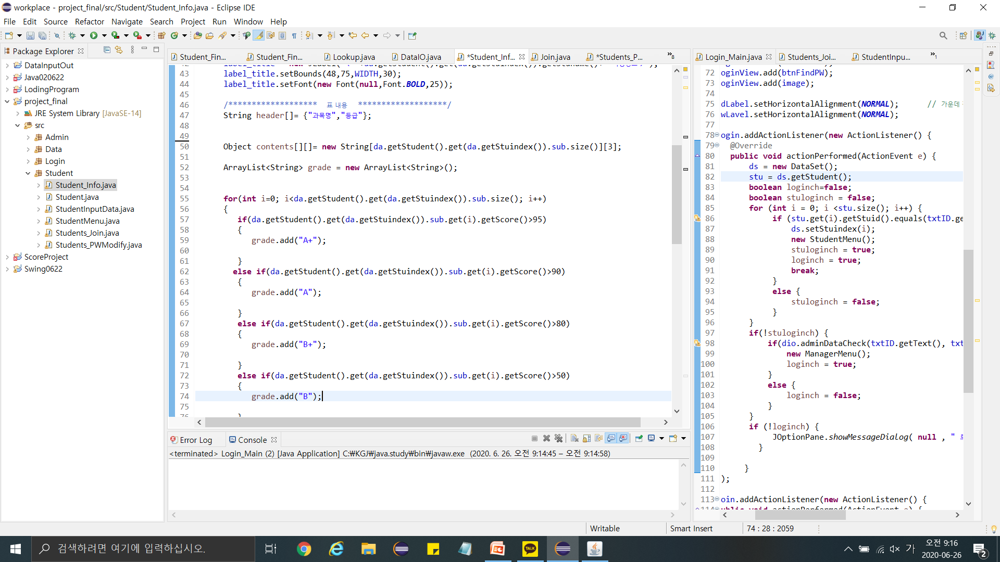 workplace - project_final/src/Student/Student_Info.java - Eclipse IDE
File Edit Source Refactor Navigate Search Project Run Window Help
Package Explorer
DataInputOut
Java020622
LodingProgram
project_final
JRE System Library [JavaSE-14]
src
Admin
Data
Login
Student
Student_Info.java
Student.java
StudentInputData.java
StudentMenu.java
Students_Join.java
Students_PWModify.java
ScoreProject
Swing0622
Student_Fin... Student_Fin... Lookup.java DataIO.java *Student_Inf... Join.java *Students_P... »8
43 label_title.setBounds(48,75,WIDTH,30);
44 label_title.setFont(new Font(null,Font.BOLD,25));
45
46 /******************* 표 내용 *******************/
47 String header[]= {"과목명","등급"};
48
49
50 Object contents[][]= new String[da.getStudent().get(da.getStuindex()).sub.size()][3];
51
52 ArrayList<String> grade = new ArrayList<String>();
53
54
55 for(int i=0; i<da.getStudent().get(da.getStuindex()).sub.size(); i++)
56 {
57 if(da.getStudent().get(da.getStuindex()).sub.get(i).getScore()>95)
58 {
59 grade.add("A+");
60
61 }
62 else if(da.getStudent().get(da.getStuindex()).sub.get(i).getScore()>90)
63 {
64 grade.add("A");
65
66 }
67 else if(da.getStudent().get(da.getStuindex()).sub.get(i).getScore()>80)
68 {
69 grade.add("B+");
70
71 }
72 else if(da.getStudent().get(da.getStuindex()).sub.get(i).getScore()>50)
73 {
74 grade.add("B");
75
76 }
Error Log Console
<terminated> Login_Main (2) [Java Application] C:₩KGJ₩java.study₩bin₩javaw.exe (2020. 6. 26. 오전 9:14:45 – 오전 9:14:58)
Login_Main.java Students_Joi... StudentInpu... »1
72 oginView.add(btnFindPW);
73 oginView.add(image);
74
75 dLabel.setHorizontalAlignment(NORMAL); // 가운데
76 wLavel.setHorizontalAlignment(NORMAL);
77
78 ogin.addActionListener(new ActionListener() {
79 @Override
80 public void actionPerformed(ActionEvent e) {
81 ds = new DataSet();
82 stu = ds.getStudent();
83 boolean loginch=false;
84 boolean stuloginch = false;
85 for (int i = 0; i <stu.size(); i++) {
86 if (stu.get(i).getStuid().equals(txtID.ge
87 ds.setStuindex(i);
88 new StudentMenu();
89 stuloginch = true;
90 loginch = true;
91 break;
92 }
93 else {
94 stuloginch = false;
95 }
96 }
97 if(!stuloginch) {
98 if(dio.adminDataCheck(txtID.getText(), txt
99 new ManagerMenu();
100 loginch = true;
101 }
102 else {
103 loginch = false;
104 }
105 }
106 if (!loginch) {
107 JOptionPane.showMessageDialog( null , "
108 }
109
110 }
111 );
112
113 oin.addActionListener(new ActionListener() {
114 ublic void actionPerformed(ActionEvent e) {
Writable Smart Insert 74 : 28 : 2059
검색하려면 여기에 입력하십시오.
TALK
가
오전 9:16
2020-06-26
2